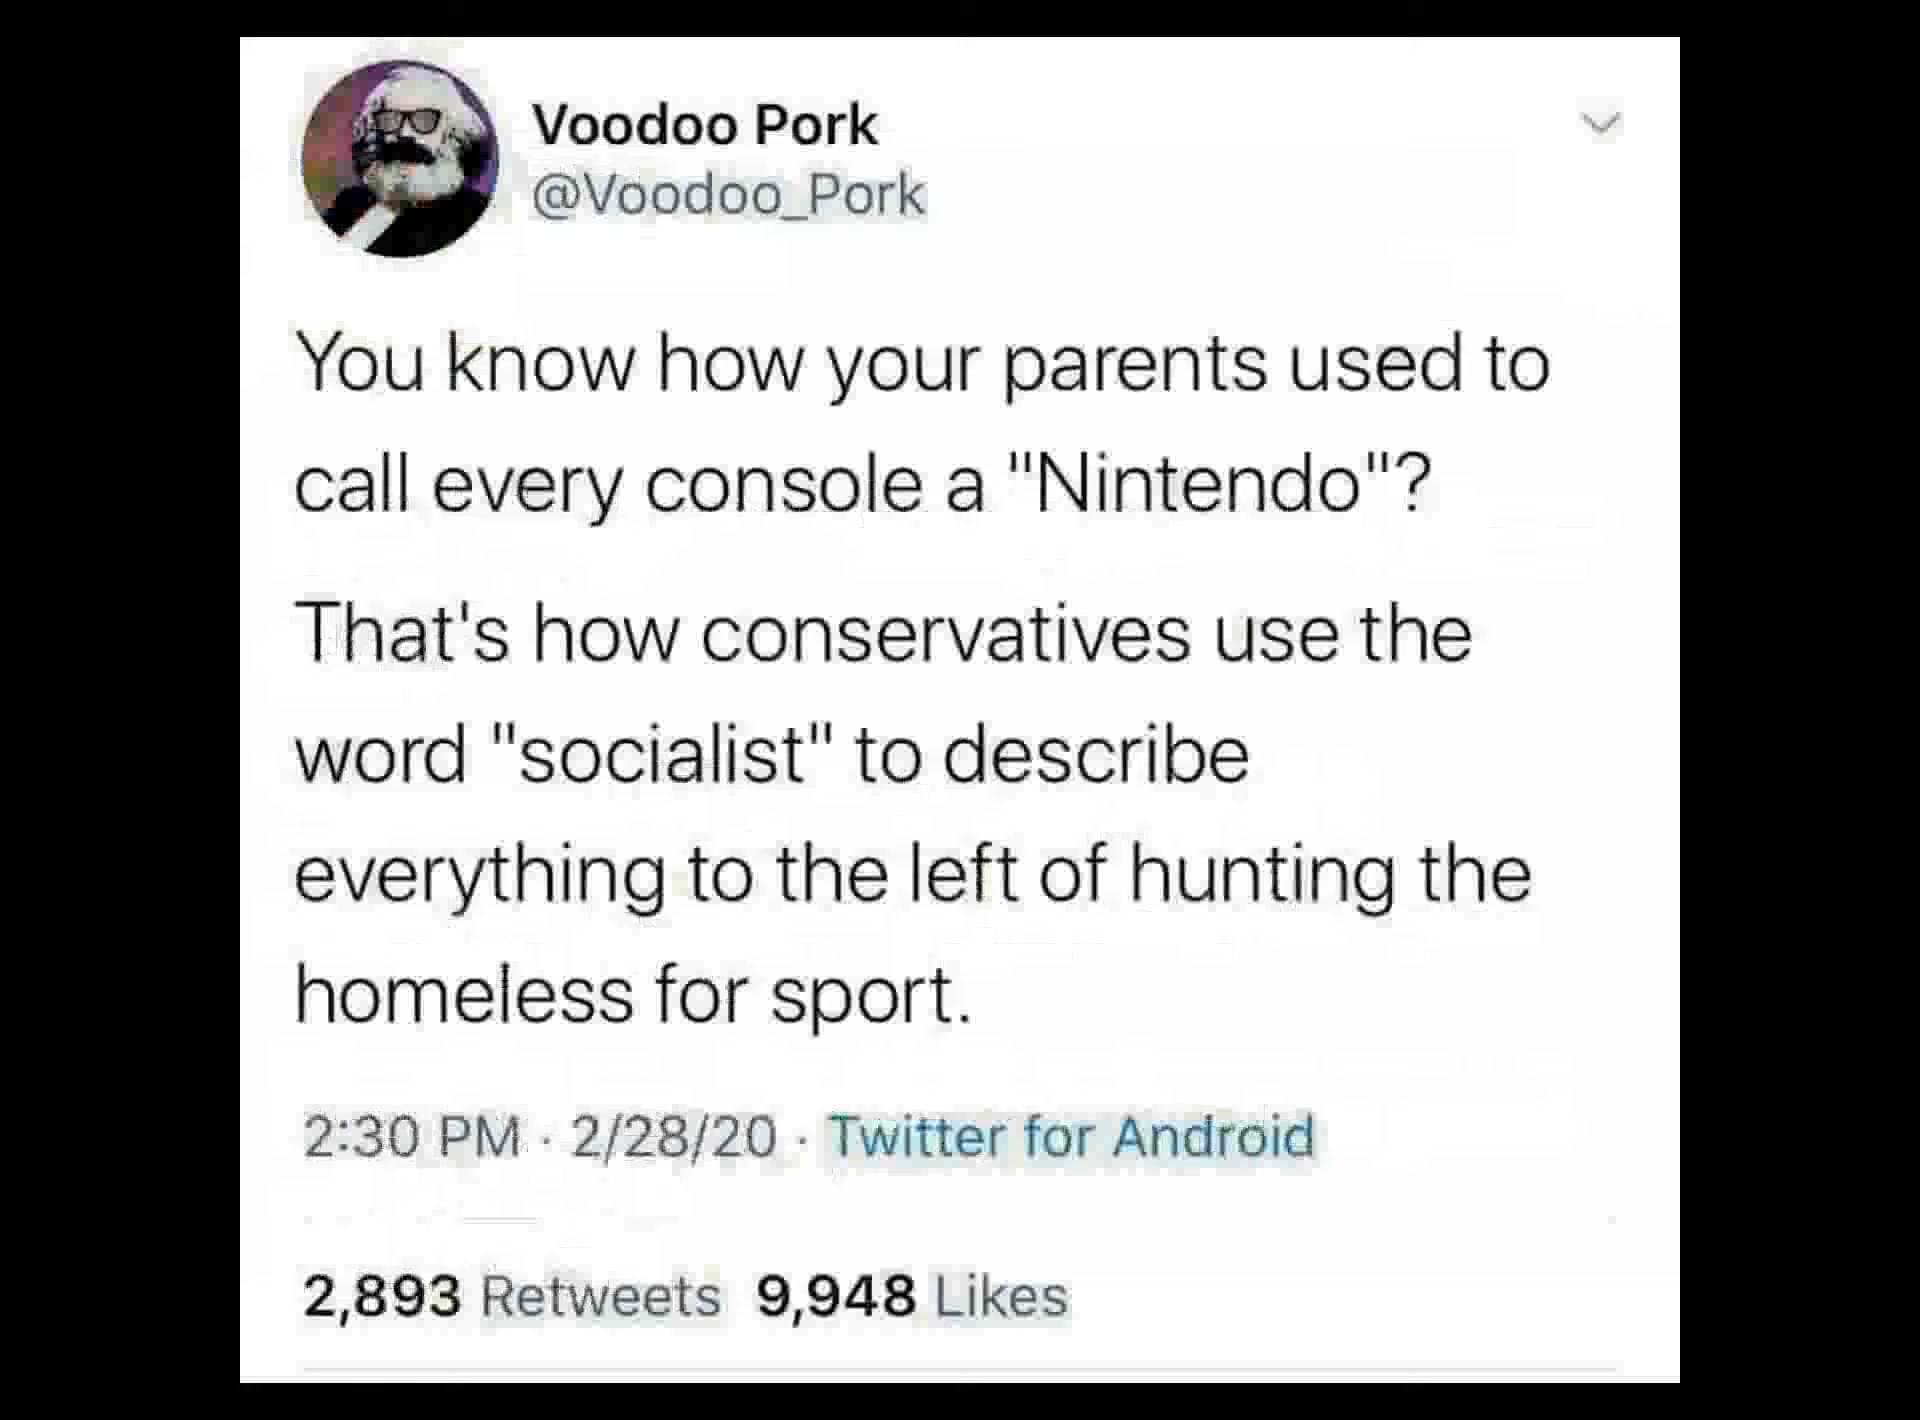 Voodoo Pork
@Voodoo_Pork
You know how your parents used to
call every console a "Nintendo"?
That's how conservatives use the
word "socialist" to describe
everything to the left of hunting the
homeless for sport.
2:30 PM · 2/28/20 · Twitter for Android
2,893 Retweets 9,948 Likes